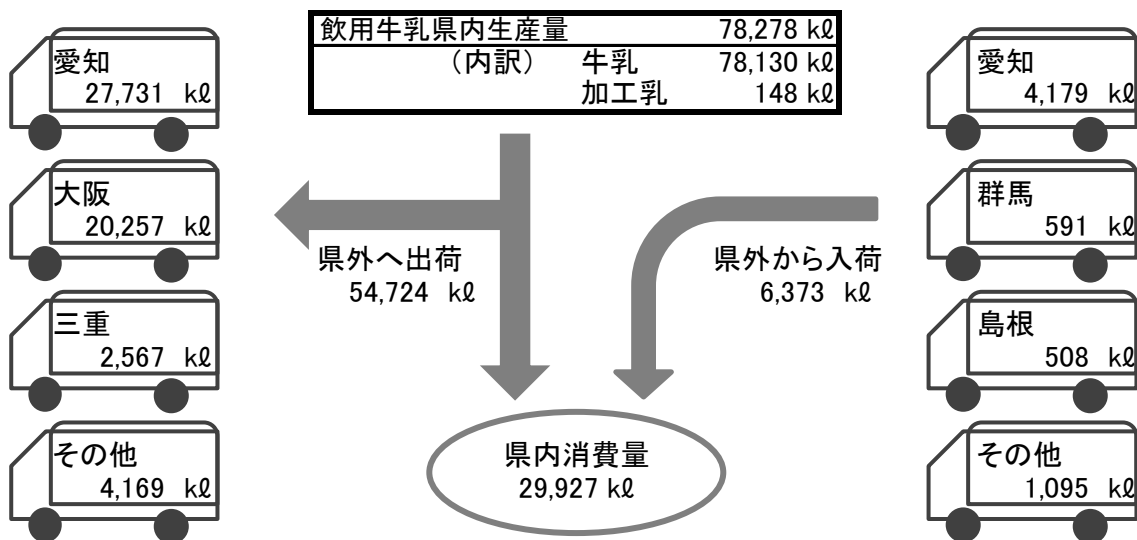 飲用牛乳県内生産量 78,278 kℓ
（内訳） 牛乳 78,130 kℓ
加工乳 148 kℓ
愛知
27,731 kℓ
大阪
20,257 kℓ
三重
2,567 kℓ
その他
4,169 kℓ
県外へ出荷
54,724 kℓ
県外から入荷
6,373 kℓ
県内消費量
29,927 kℓ
愛知
4,179 kℓ
群馬
591 kℓ
島根
508 kℓ
その他
1,095 kℓ